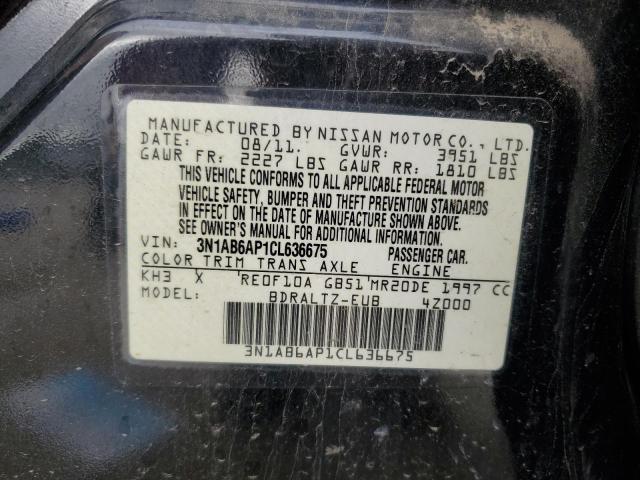 MANUFACTURED BY NISSAN MOTOR CO., LTD.
DATE: 08/11. GVWR: 3951 LBS
GAWR FR: 2227 LBS GAWR RR: 1810 LBS
THIS VEHICLE CONFORMS TO ALL APPLICABLE FEDERAL MOTOR
VEHICLE SAFETY, BUMPER AND THEFT PREVENTION STANDARDS
IN EFFECT ON THE DATE OF MANUFACTURE SHOWN ABOVE.
SEE OWNER'S MANUAL FOR ADDITIONAL INFORMATION.
VIN: 3N1AB6AP1CL636675 PASSENGER CAR.
COLOR TRIM TRANS AXLE ENGINE
KH3 X RE0F10A GB51 MR20DE 1997 CC
MODEL: BDRALTZ-EUB 4Z000
3N1AB6AP1CL636675